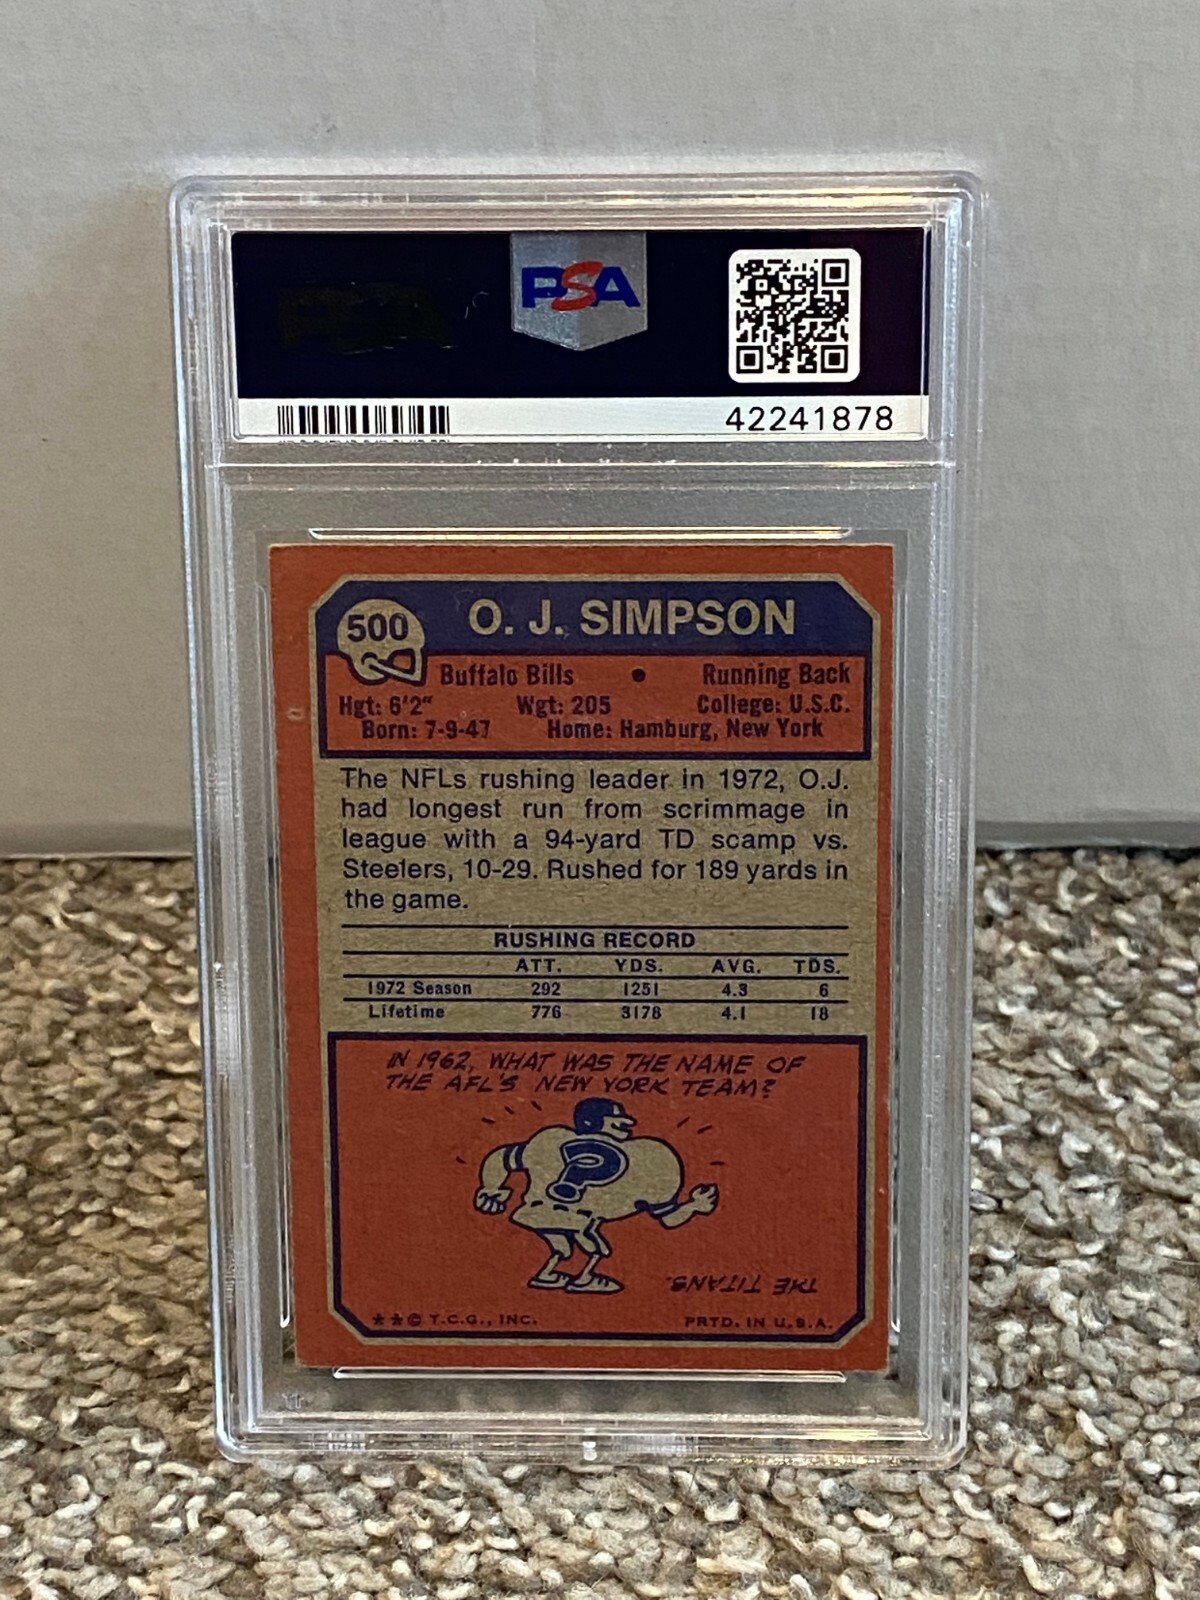 PSA
42241878
500
O. J. SIMPSON
Buffalo Bills • Running Back
Hgt: 6'2" Wgt: 205 College: U.S.C.
Born: 7-9-47 Home: Hamburg, New York
The NFLs rushing leader in 1972, O.J.
had longest run from scrimmage in
league with a 94-yard TD scamp vs.
Steelers, 10-29. Rushed for 189 yards in
the game.
RUSHING RECORD
ATT. YDS. AVG. TDS.
1972 Season 292 1251 4.3 6
Lifetime 776 3178 4.1 18
IN 1962, WHAT WAS THE NAME OF
THE AFL'S NEW YORK TEAM?
?
THE TITANS.
**© T.C.G., INC. PRTD. IN U.S.A.